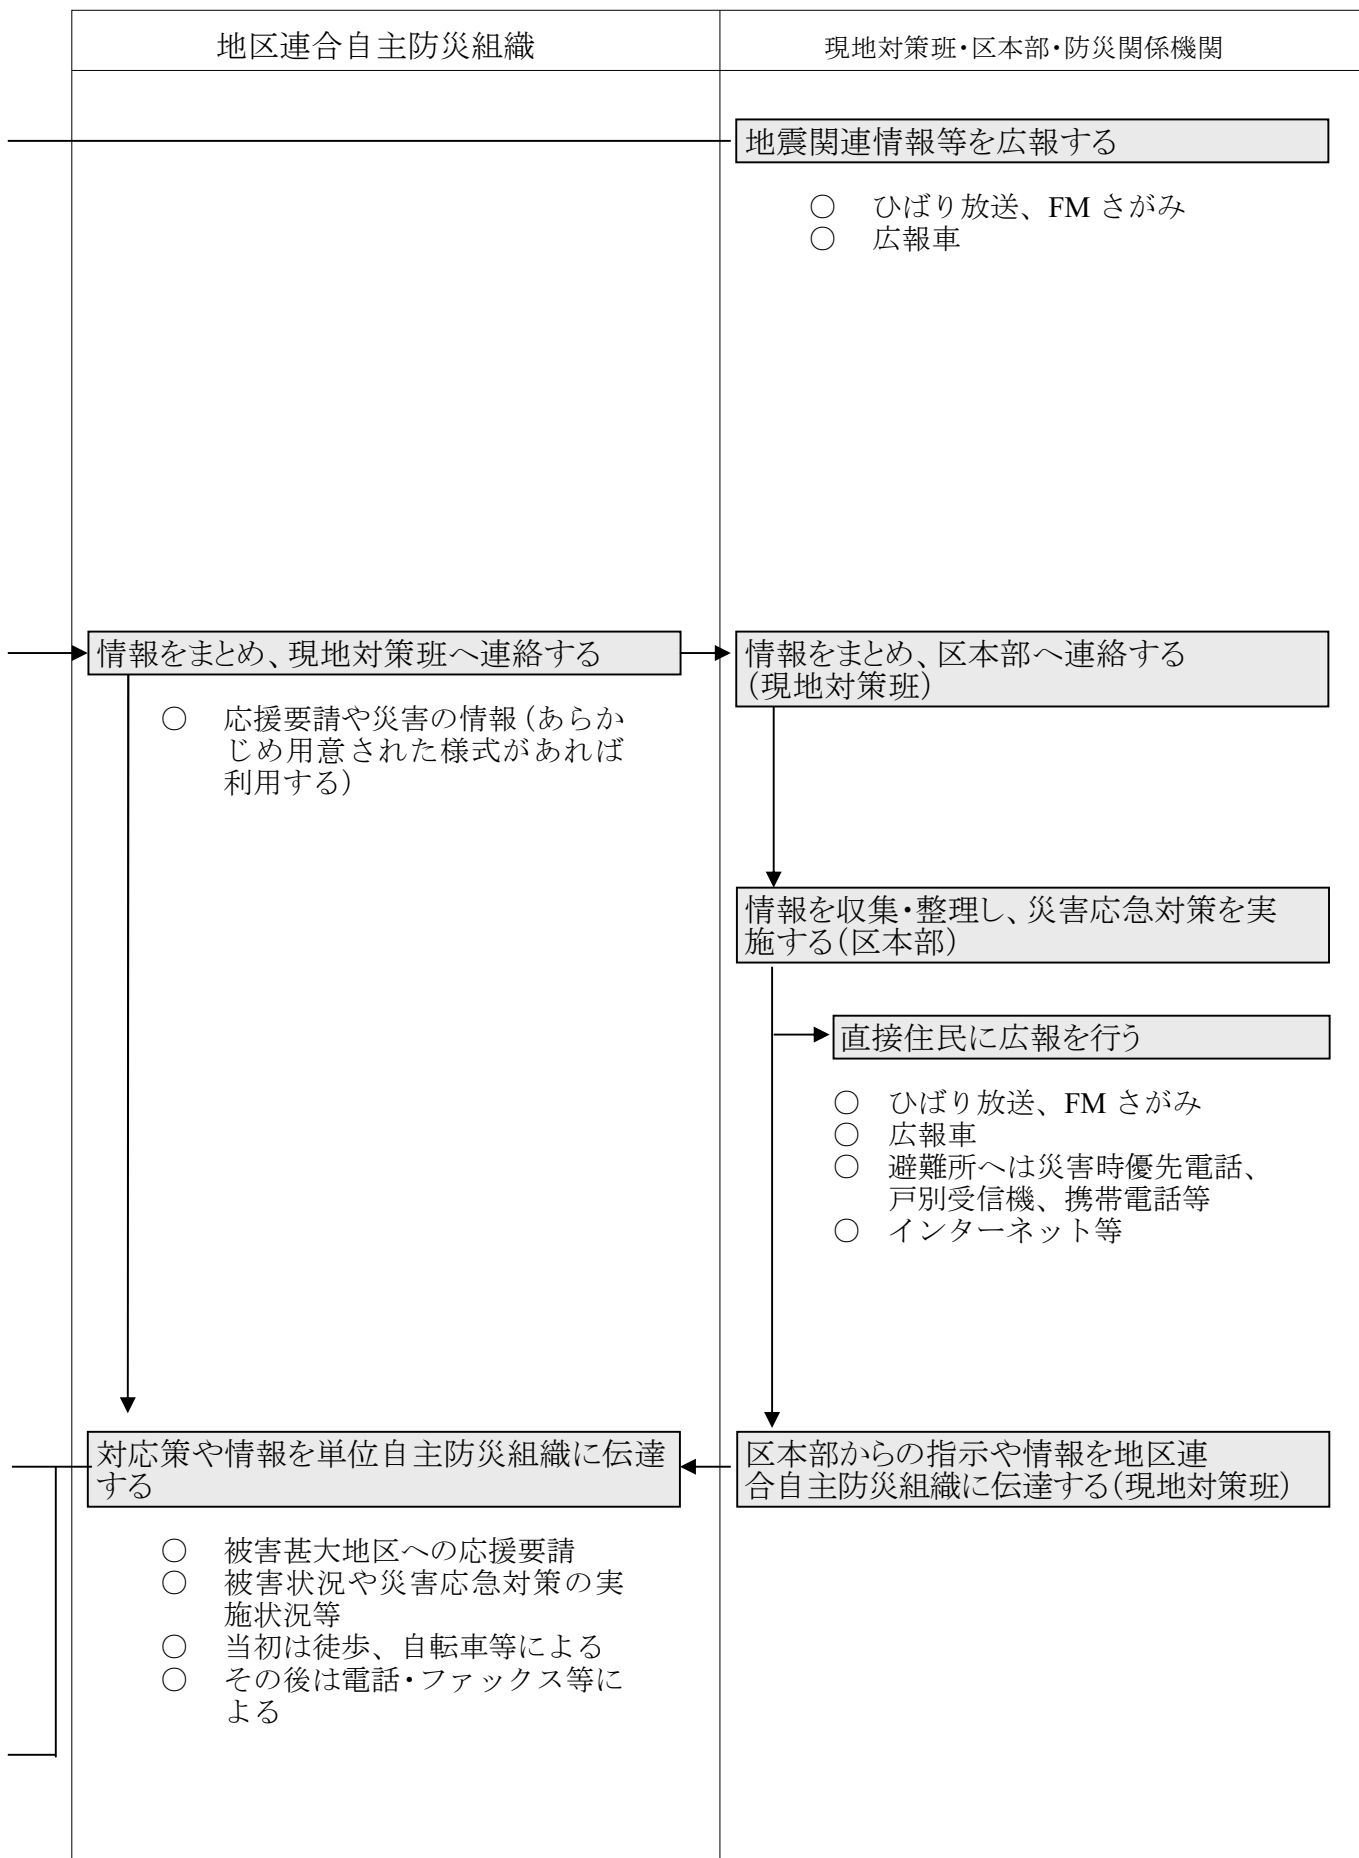 地区連合自主防災組織
現地対策班・区本部・防災関係機関
地震関連情報等を広報する
○ ひばり放送、FM さがみ
○ 広報車
情報をまとめ、現地対策班へ連絡する
○ 応援要請や災害の情報（あらか
じめ用意された様式があれば
利用する）
情報をまとめ、区本部へ連絡する
（現地対策班）
情報を収集・整理し、災害応急対策を実
施する（区本部）
直接住民に広報を行う
○ ひばり放送、FM さがみ
○ 広報車
○ 避難所へは災害時優先電話、
戸別受信機、携帯電話等
○ インターネット等
対応策や情報を単位自主防災組織に伝達
する
○ 被害甚大地区への応援要請
○ 被害状況や災害応急対策の実
施状況等
○ 当初は徒歩、自転車等による
○ その後は電話・ファックス等に
よる
区本部からの指示や情報を地区連
合自主防災組織に伝達する（現地対策班）